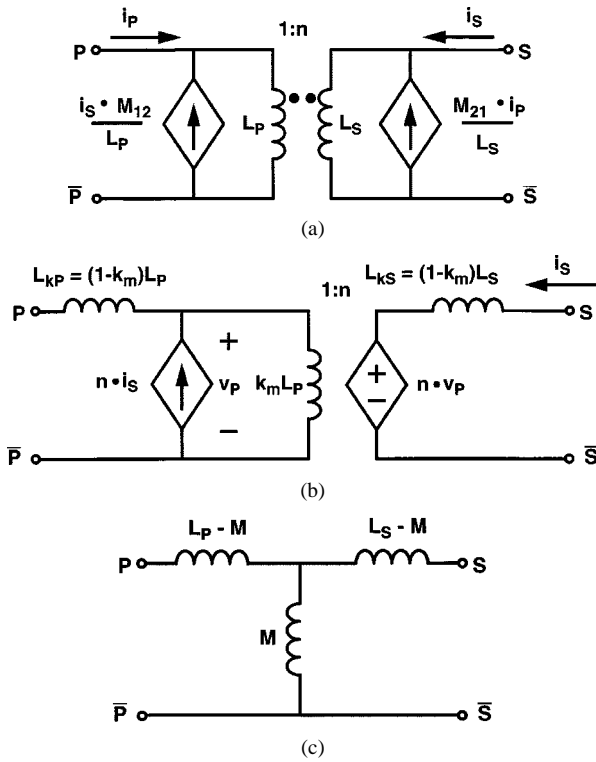 i_P
1:n
i_S
P
S
i_S • M_12
L_P
L_P
L_S
M_21 • i_P
L_S
P̅
S̅
(a)
L_kP = (1-k_m)L_P
L_kS = (1-k_m)L_S
i_S
1:n
P
S
+
n•i_S
v_P
k_mL_P
+
−
n•v_P
−
P̅
S̅
(b)
L_P - M
L_S - M
P
S
M
P̅
S̅
(c)